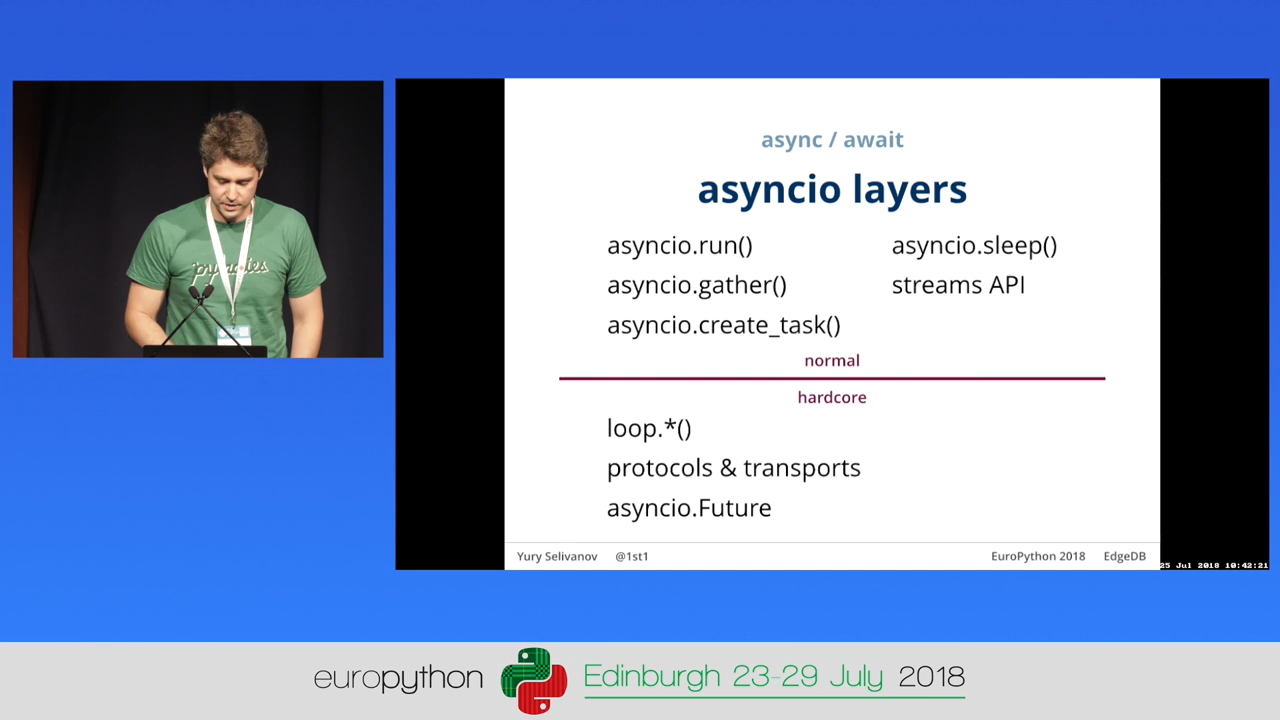 async / await
asyncio layers
asyncio.run()
asyncio.gather()
asyncio.create_task()
asyncio.sleep()
streams API
normal
hardcore
loop.*()
protocols & transports
asyncio.Future
Yury Selivanov @1st1 EuroPython 2018 EdgeDB
25 Jul 2018 10:42:21
europython Edinburgh 23-29 July 2018